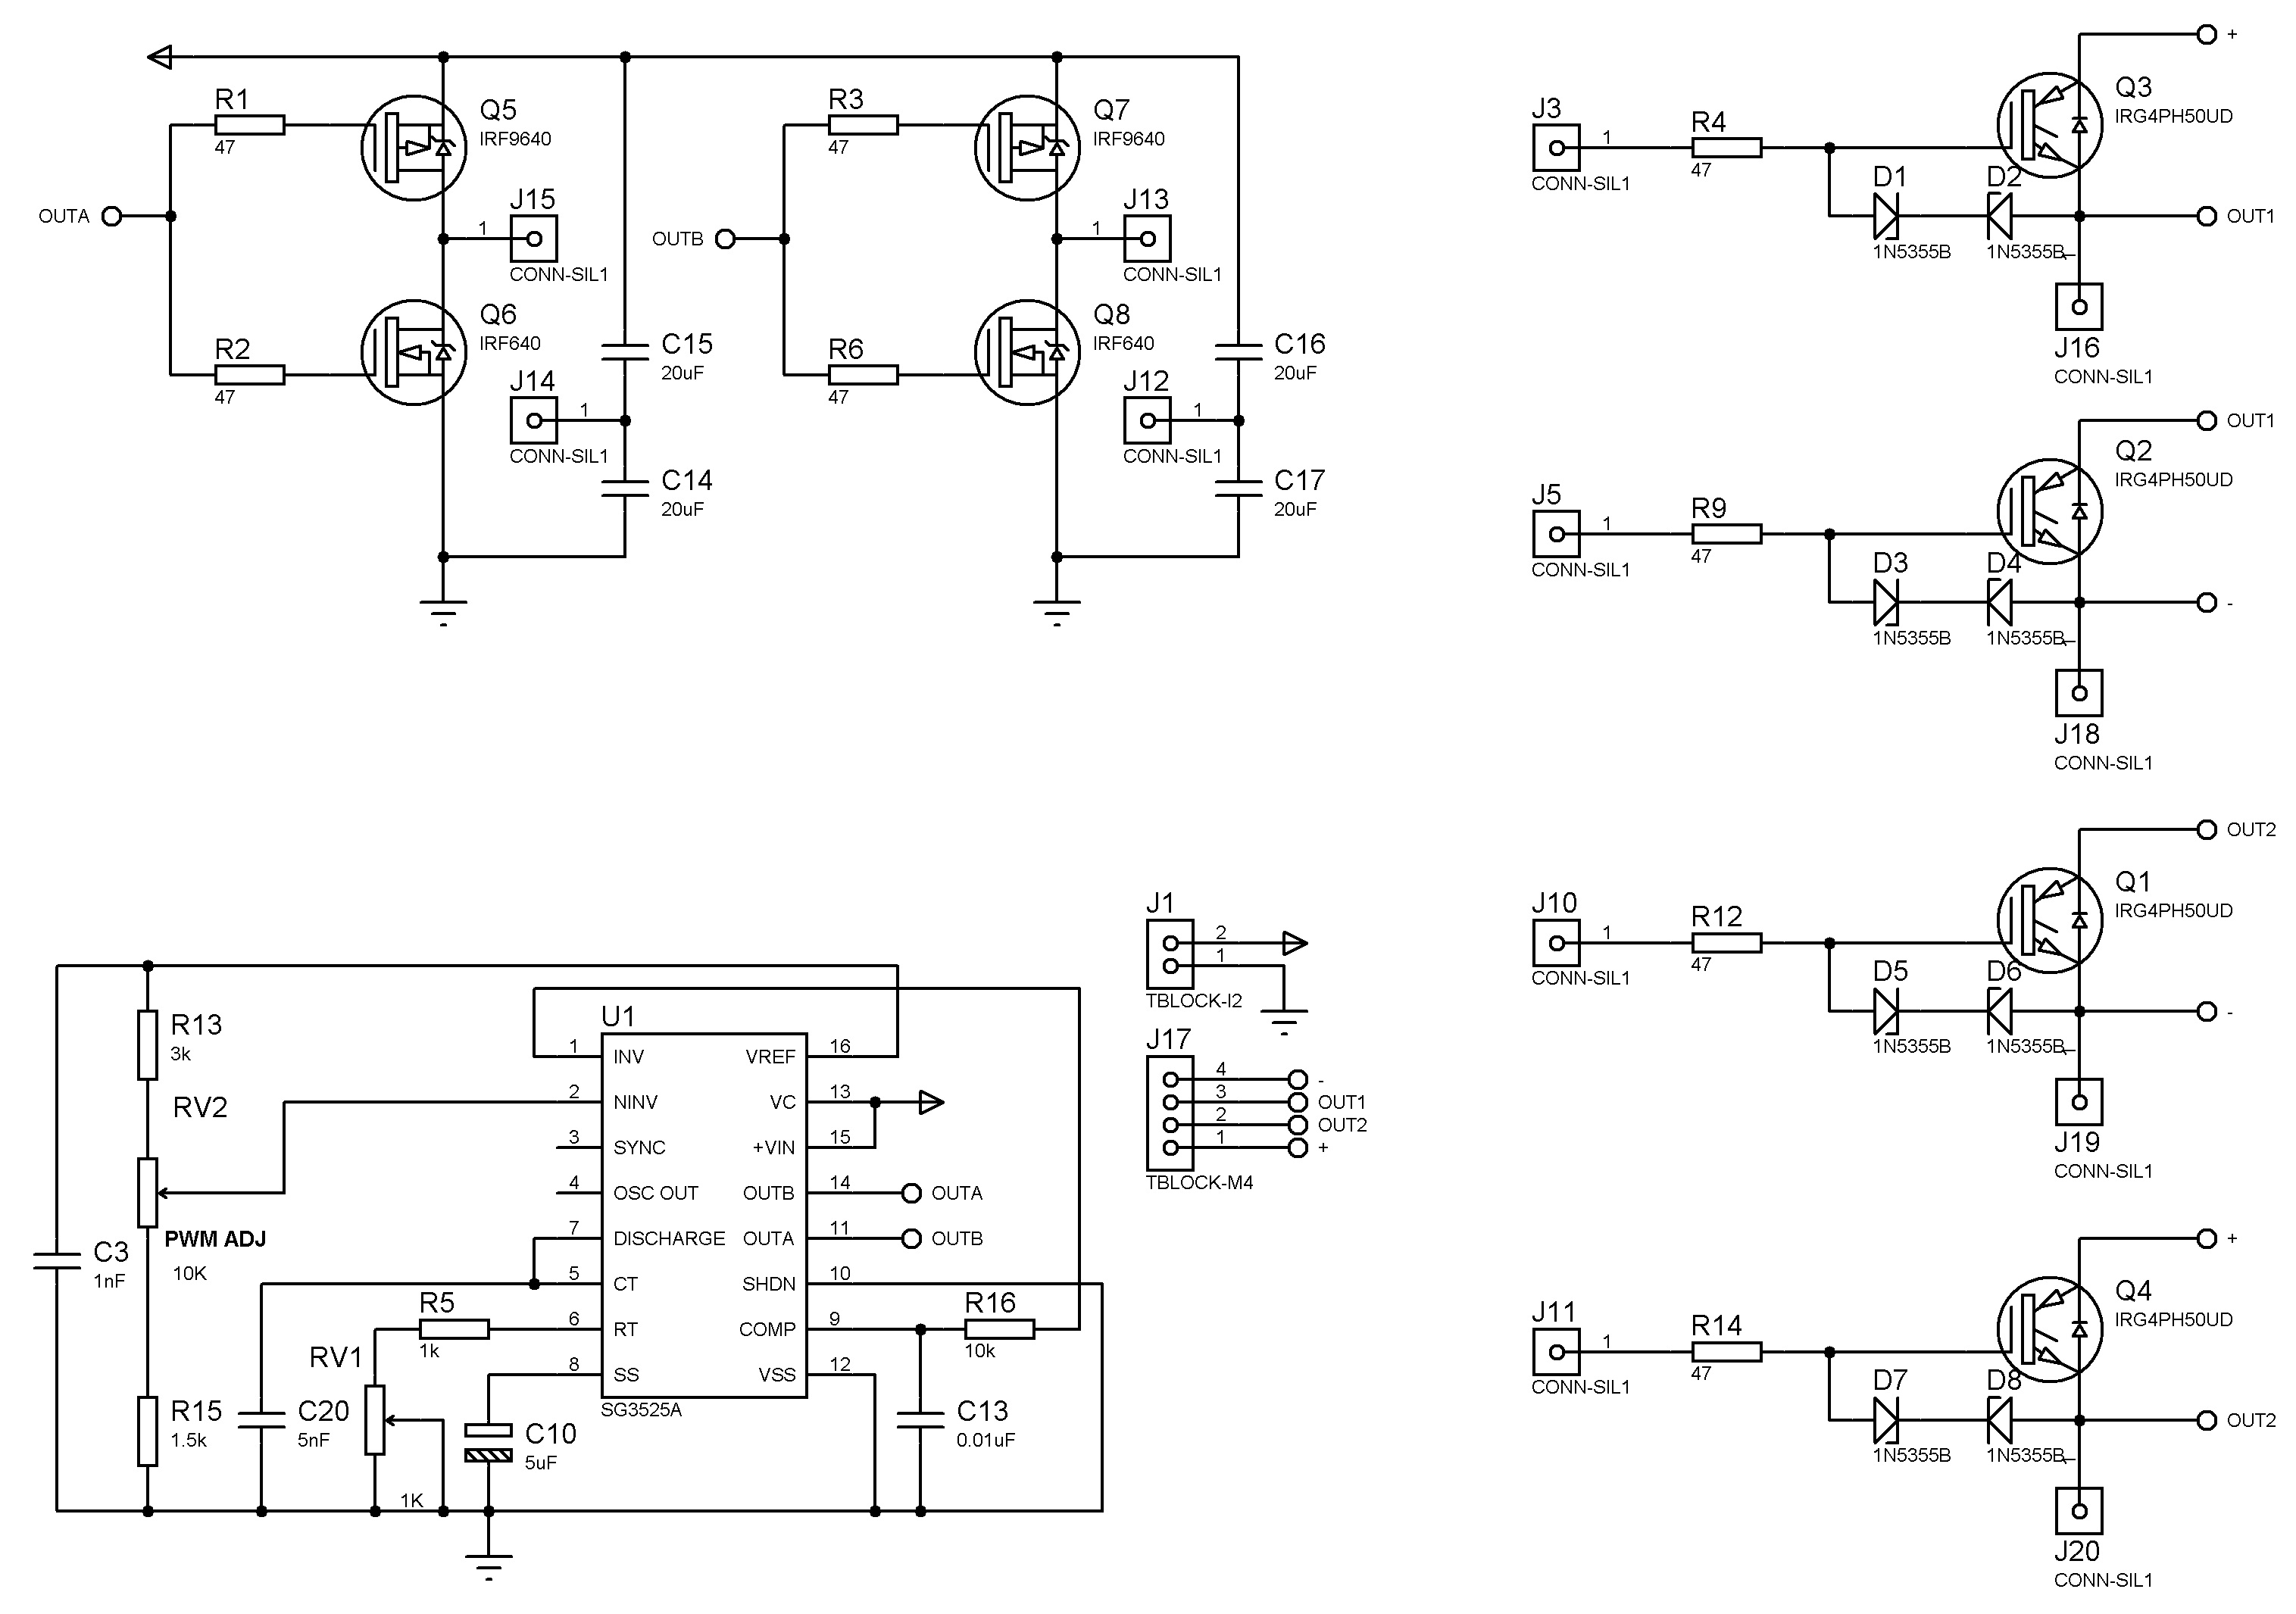 R1
47
OUTA
R2
47
Q5
IRF9640
J15
1
CONN-SIL1
Q6
IRF640
J14
1
CONN-SIL1
C15
20uF
C14
20uF
R3
47
OUTB
R6
47
Q7
IRF9640
J13
1
CONN-SIL1
Q8
IRF640
J12
1
CONN-SIL1
C16
20uF
C17
20uF
J3
1
CONN-SIL1
R4
47
Q3
IRG4PH50UD
+
D1
1N5355B
D2
1N5355B
1
OUT1
J16
CONN-SIL1
J5
1
CONN-SIL1
R9
47
Q2
IRG4PH50UD
OUT1
D3
1N5355B
D4
1N5355B
1
-
J18
CONN-SIL1
J10
1
CONN-SIL1
R12
47
Q1
IRG4PH50UD
OUT2
D5
1N5355B
D6
1N5355B
1
-
J19
CONN-SIL1
J11
1
CONN-SIL1
R14
47
Q4
IRG4PH50UD
+
D7
1N5355B
D8
1N5355B
1
OUT2
J20
CONN-SIL1
C3
1nF
R13
3k
RV2
PWM ADJ
10K
R15
1.5k
C20
5nF
R5
1k
RV1
1K
C10
5uF
U1
1 INV VREF 16
2 NINV VC 13
3 SYNC +VIN 15
4 OSC OUT OUTB 14 OUTA
7 DISCHARGE OUTA 11 OUTB
5 CT SHDN 10
6 RT COMP 9
8 SS VSS 12
SG3525A
R16
10k
C13
0.01uF
J1
2
1
TBLOCK-I2
J17
4 -
3 OUT1
2 OUT2
1 +
TBLOCK-M4